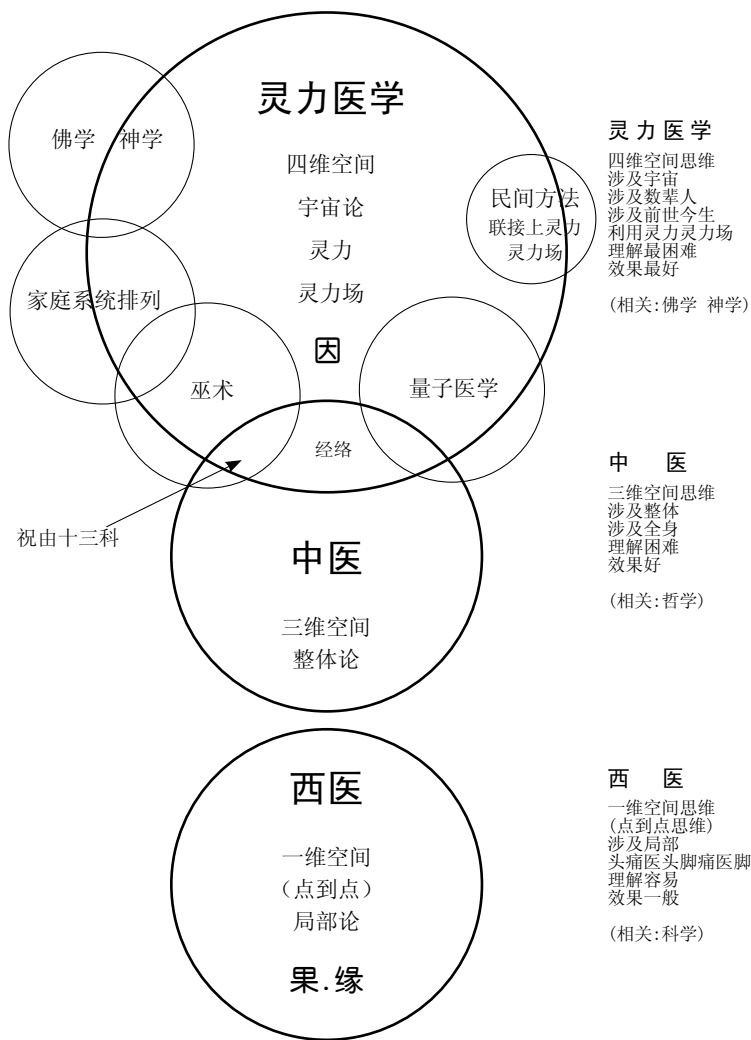 灵力医学
佛学 神学
四维空间
宇宙论
灵力
灵力场
因
民间方法
联接上灵力
灵力场
家庭系统排列
巫术
量子医学
经络
祝由十三科
中医
三维空间
整体论
西医
一维空间
（点到点）
局部论
果.缘
灵力医学
四维空间思维
涉及宇宙
涉及数辈人
涉及前世今生
利用灵力灵力场
理解最困难
效果最好
(相关:佛学 神学)
中 医
三维空间思维
涉及整体
涉及全身
理解困难
效果好
(相关:哲学)
西 医
一维空间思维
(点到点思维)
涉及局部
头痛医头脚痛医脚
理解容易
效果一般
(相关:科学)